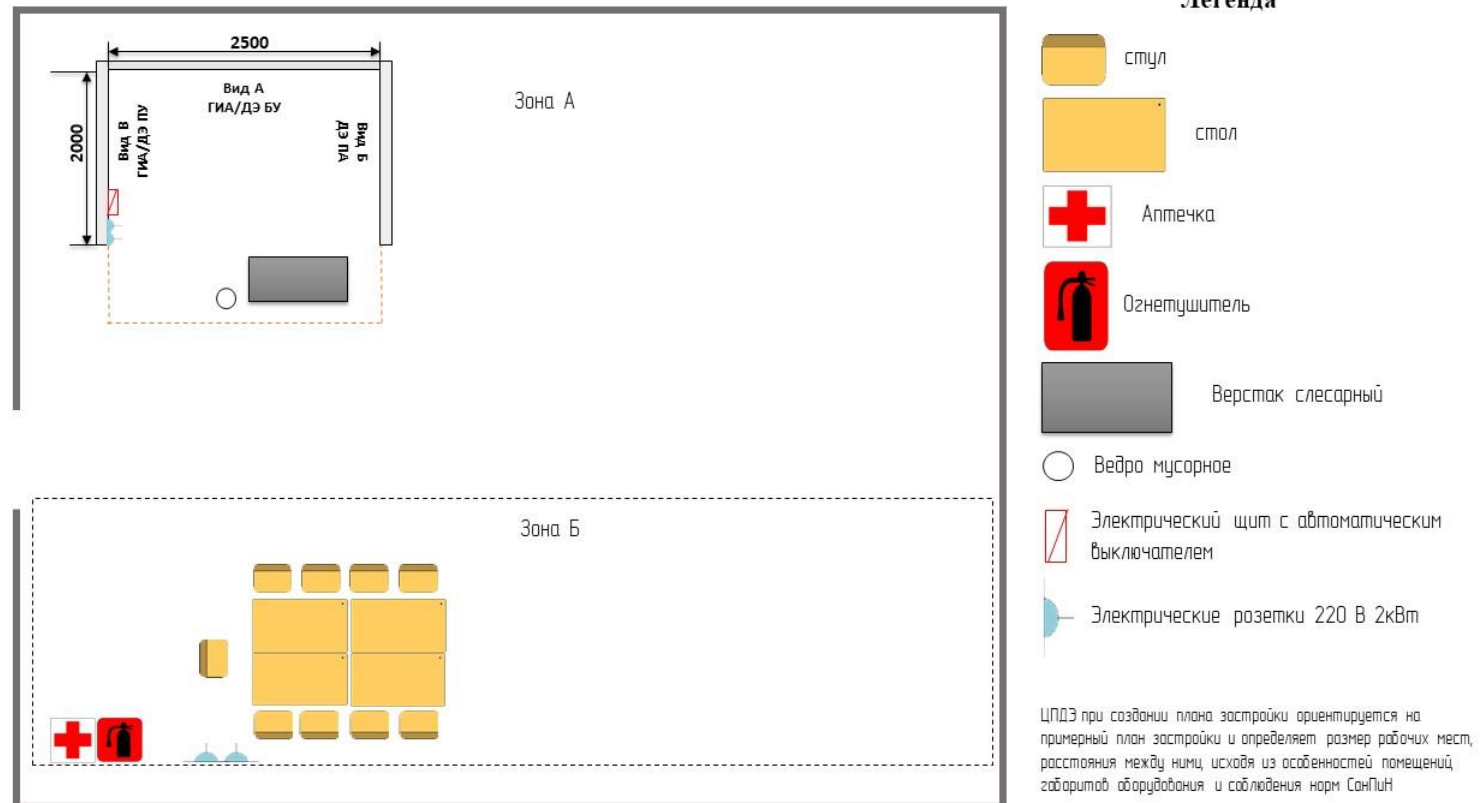 Легенда
2500
Вид А
ГИА/ДЭ БУ
2000
Вид В
ГИА/ДЭ ПУ
Вид Б
ДЭ ПА
Зона А
Зона Б
стул
стол
Аптечка
Огнетушитель
Верстак слесарный
Ведро мусорное
Электрический щит с автоматическим
выключателем
Электрические розетки 220 В 2кВт
ЦПДЭ при создании плана застройки ориентируется на
примерный план застройки и определяет размер рабочих мест,
расстояния между ними, исходя из особенностей помещений,
габаритов оборудования и соблюдения норм СанПиН